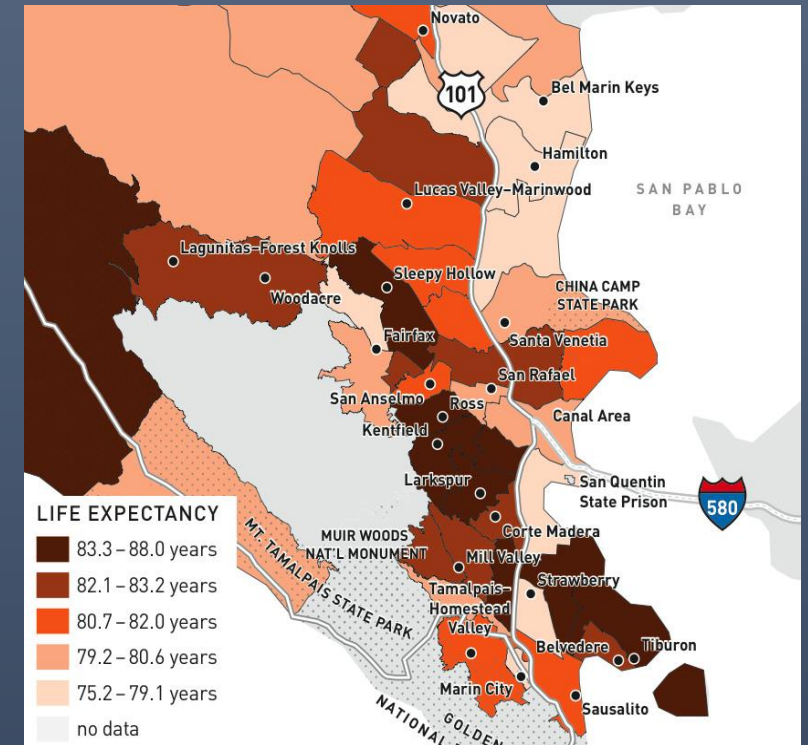 Novato
101
Bel Marin Keys
Hamilton
Lucas Valley–Marinwood
SAN PABLO
BAY
Lagunitas–Forest Knolls
Woodacre
Sleepy Hollow
CHINA CAMP
STATE PARK
Fairfax
Santa Venetia
San Rafael
San Anselmo
Ross
Canal Area
Kentfield
Larkspur
San Quentin
State Prison
580
LIFE EXPECTANCY
83.3–88.0 years
82.1–83.2 years
80.7–82.0 years
79.2–80.6 years
75.2–79.1 years
no data
MT. TAMALPAIS STATE PARK
MUIR WOODS
NAT'L MONUMENT
Corte Madera
Mill Valley
Strawberry
Tamalpais–
Homestead
Valley
Belvedere
Tiburon
Marin City
Sausalito
GOLDEN
NATIONAL